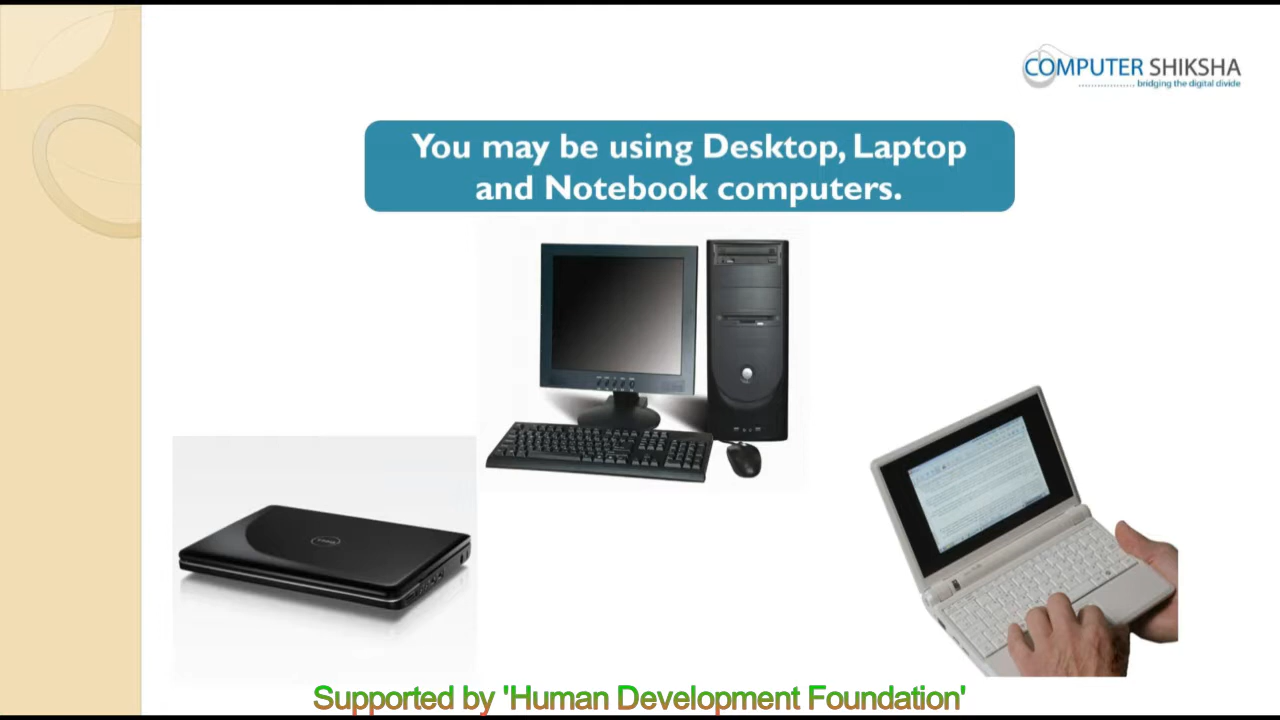 COMPUTER SHIKSHA
bridging the digital divide
You may be using Desktop, Laptop
and Notebook computers.
Supported by 'Human Development Foundation'